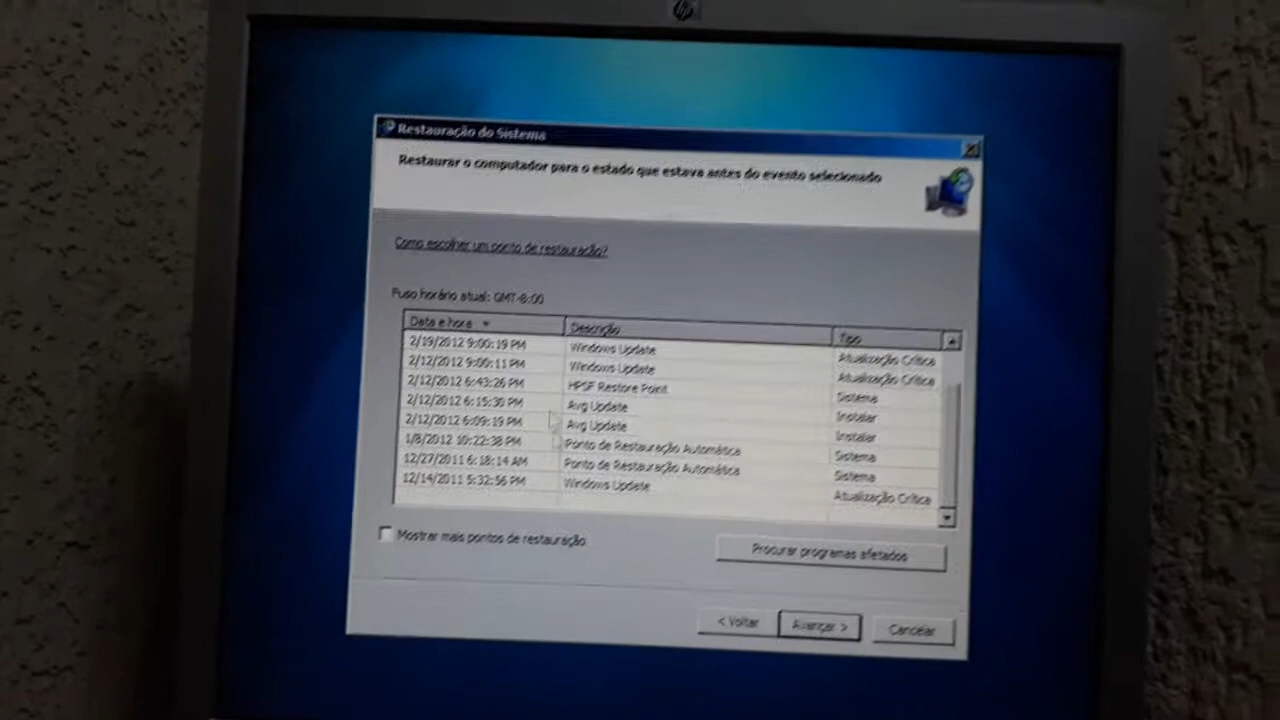 hp
Restauração do Sistema
Restaurar o computador para o estado que estava antes do evento selecionado
Como escolher um ponto de restauração?
Fuso horário atual: GMT-8:00
Data e hora Descrição Tipo
2/19/2012 9:00:19 PM Windows Update Atualização Crítica
2/12/2012 9:00:11 PM Windows Update Atualização Crítica
2/12/2012 6:43:26 PM HPSF Restore Point Sistema
2/12/2012 6:15:30 PM Avg Update Instalar
2/12/2012 6:09:19 PM Avg Update Instalar
1/8/2012 10:22:38 PM Ponto de Restauração Automática Sistema
12/27/2011 6:18:14 AM Ponto de Restauração Automática Sistema
12/14/2011 5:32:56 PM Windows Update Atualização Crítica
Mostrar mais pontos de restauração
Procurar programas afetados
< Voltar Avançar > Cancelar